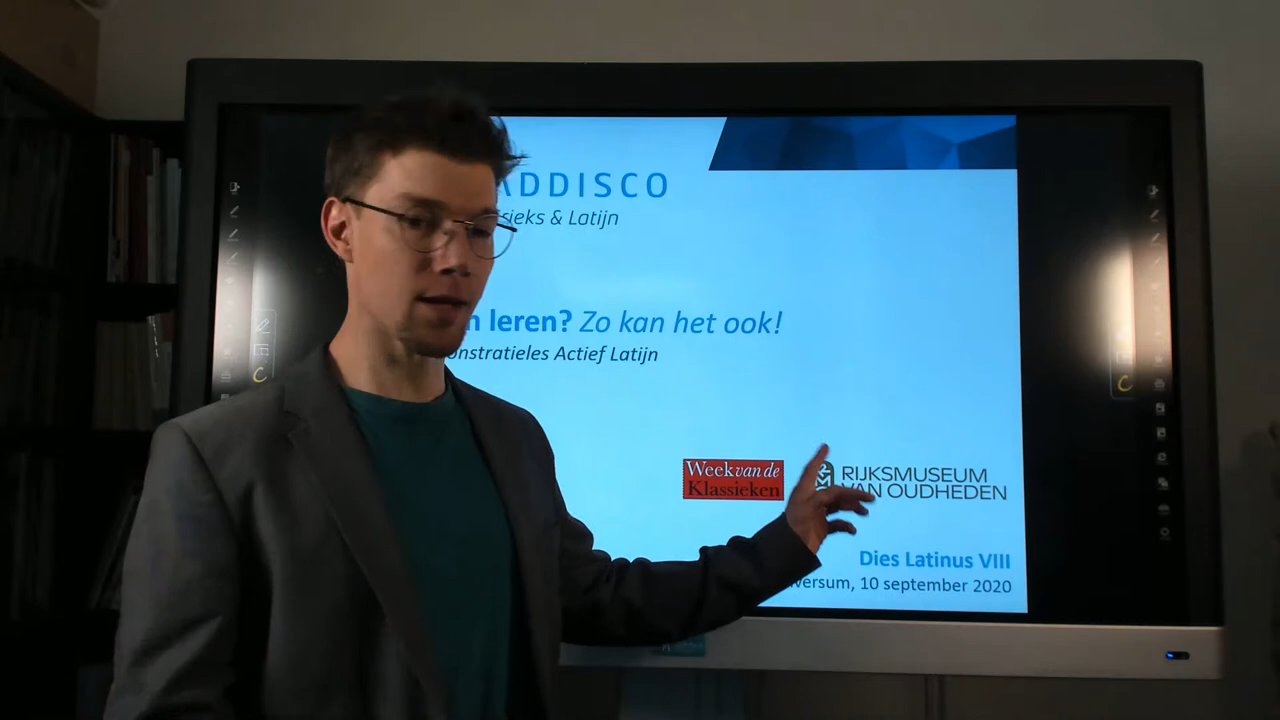 ADDISCO
rieks & Latijn
n leren? Zo kan het ook!
onstratieles Actief Latijn
Week van de
Klassieken
RIJKSMUSEUM
VAN OUDHEDEN
Dies Latinus VIII
versum, 10 september 2020